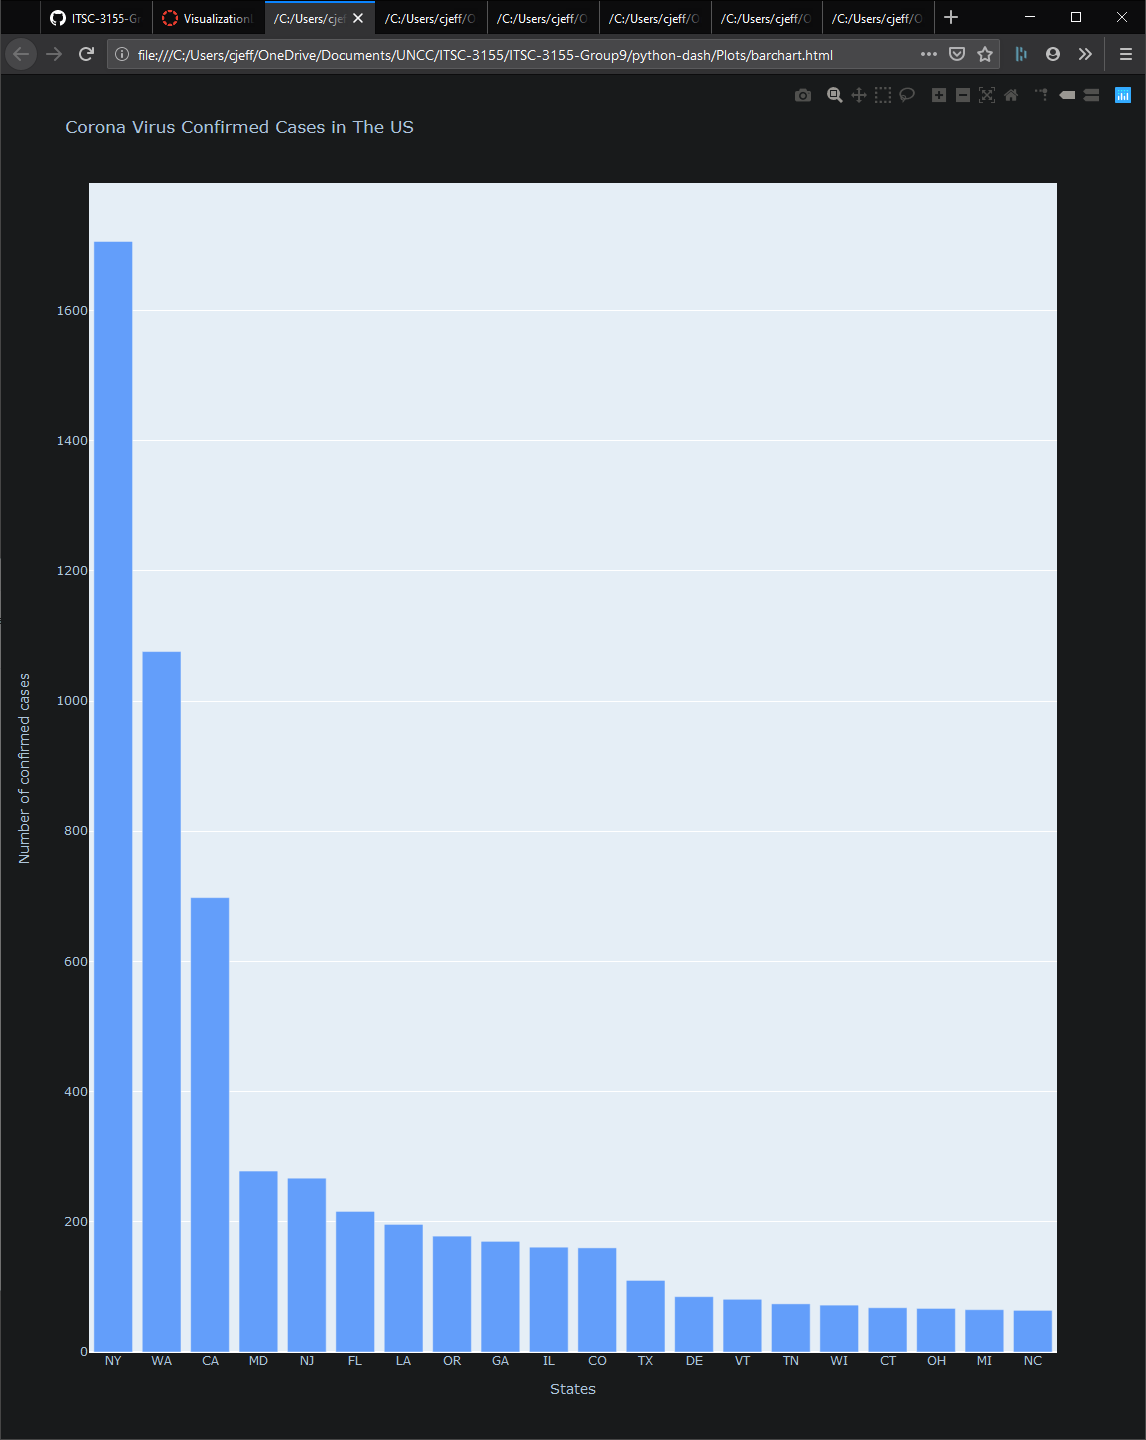 ITSC-3155-Gr
Visualization
/C:/Users/cjeff
/C:/Users/cjeff/O
/C:/Users/cjeff/O
/C:/Users/cjeff/O
/C:/Users/cjeff/O
/C:/Users/cjeff/O
file:///C:/Users/cjeff/OneDrive/Documents/UNCC/ITSC-3155/ITSC-3155-Group9/python-dash/Plots/barchart.html
Corona Virus Confirmed Cases in The US
1600
1400
1200
1000
800
600
400
200
0
Number of confirmed cases
NY WA CA MD NJ FL LA OR GA IL CO TX DE VT TN WI CT OH MI NC
States